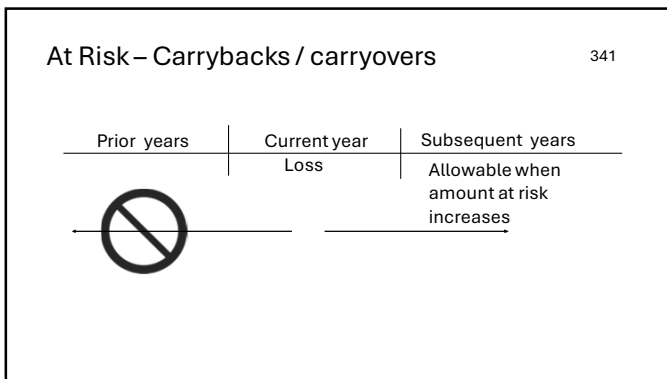 At Risk – Carrybacks / carryovers
341
Prior years
Current year
Subsequent years
Loss
Allowable when
amount at risk
increases